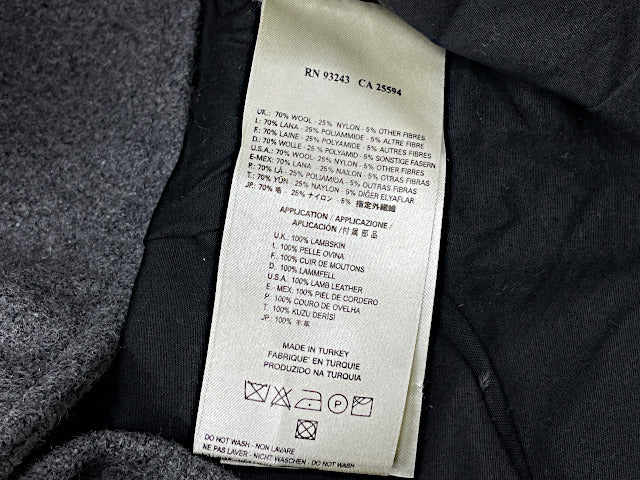 RN 93243 CA 25594
UK.: 70% WOOL - 25% NYLON - 5% OTHER FIBRES
I.: 70% LANA - 25% POLIAMMIDE - 5% ALTRE FIBRE
F.: 70% LAINE - 25% POLYAMIDE - 5% AUTRES FIBRES
D.: 70% WOLLE - 25% POLYAMID - 5% SONSTIGE FASERN
U.S.A.: 70% WOOL - 25% NYLON - 5% OTHER FIBRES
E-MEX: 70% LANA - 25% NAILON - 5% OTRAS FIBRAS
P.: 70% LÃ - 25% POLIAMIDA - 5% OUTRAS FIBRAS
T.: 70% YÜN - 25% NAYLON - 5% DIĞER ELYAFLAR
JP.: 70% 毛 - 25% ナイロン - 5% 指定外繊維
APPLICATION / APPLICAZIONE /
APLICACIÓN / 付属部品
U.K.: 100% LAMBSKIN
I.: 100% PELLE OVINA
F.: 100% CUIR DE MOUTONS
D.: 100% LAMMFELL
U.S.A.: 100% LAMB LEATHER
E- MEX: 100% PIEL DE CORDERO
P: 100% COURO DE OVELHA
T.: 100% KUZU DERİSİ
JP: 100% 羊革
MADE IN TURKEY
FABRIQUE' EN TURQUIE
PRODUZIDO NA TURQUIA
P
DO NOT WASH - NON LAVARE
NE PAS LAVER - NICHT WASCHEN